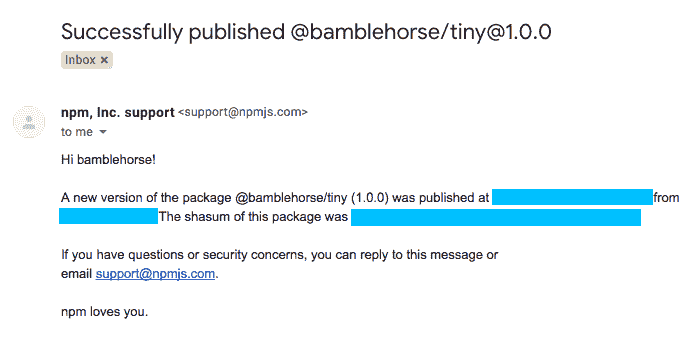 Successfully published @bamblehorse/tiny@1.0.0
Inbox ×
npm, Inc. support <support@npmjs.com>
to me
Hi bamblehorse!
A new version of the package @bamblehorse/tiny (1.0.0) was published at from
The shasum of this package was
If you have questions or security concerns, you can reply to this message or
email support@npmjs.com.
npm loves you.